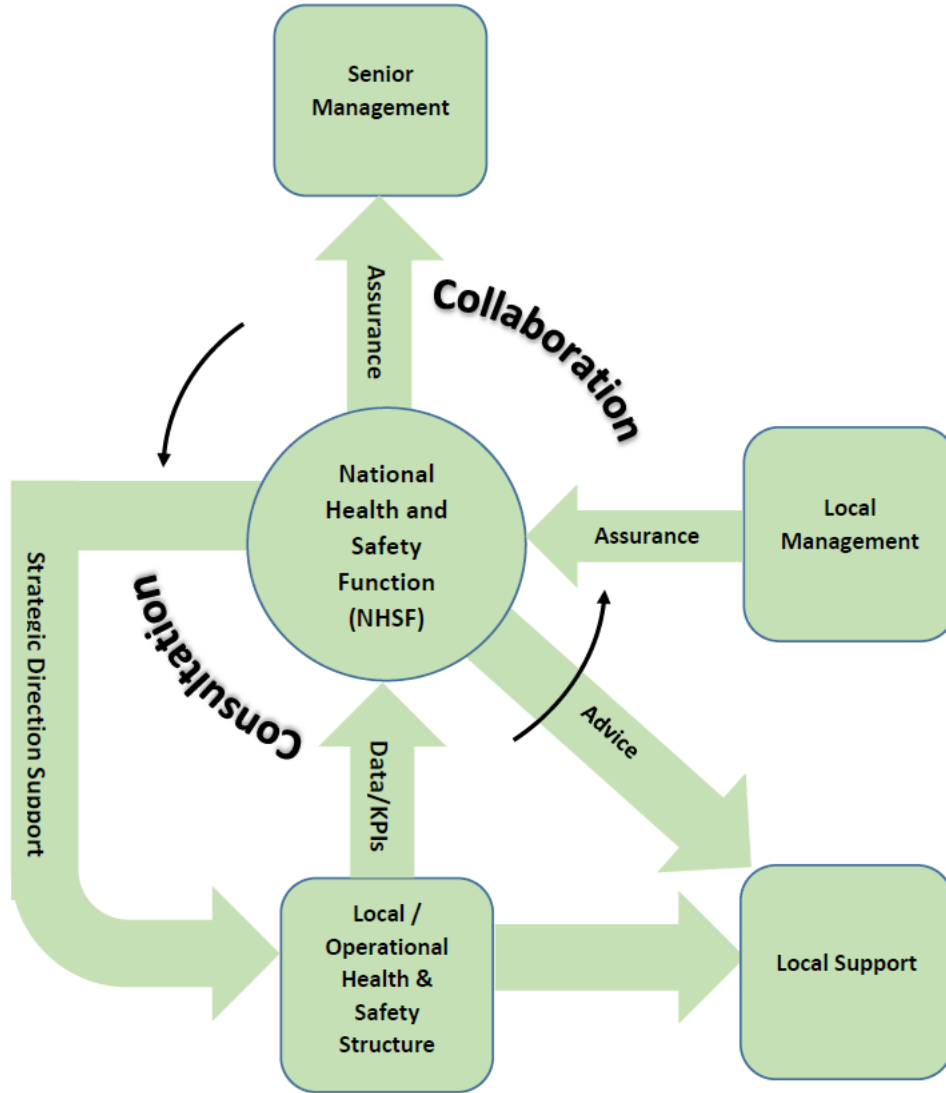 Senior
Management
Assurance
Collaboration
National
Health and
Safety
Function
(NHSF)
Assurance
Local
Management
Strategic Direction Support
Consultation
Data/KPIs
Advice
Local /
Operational
Health &
Safety
Structure
Local Support